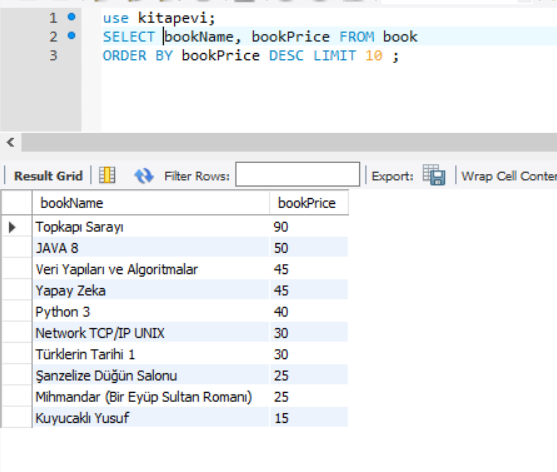 1 use kitapevi;
2 SELECT bookName, bookPrice FROM book
3 ORDER BY bookPrice DESC LIMIT 10 ;
Result Grid Filter Rows: Export: Wrap Cell Conten
bookName bookPrice
Topkapı Sarayı 90
JAVA 8 50
Veri Yapıları ve Algoritmalar 45
Yapay Zeka 45
Python 3 40
Network TCP/IP UNIX 30
Türklerin Tarihi 1 30
Şanzelize Düğün Salonu 25
Mihmandar (Bir Eyüp Sultan Romanı) 25
Kuyucaklı Yusuf 15